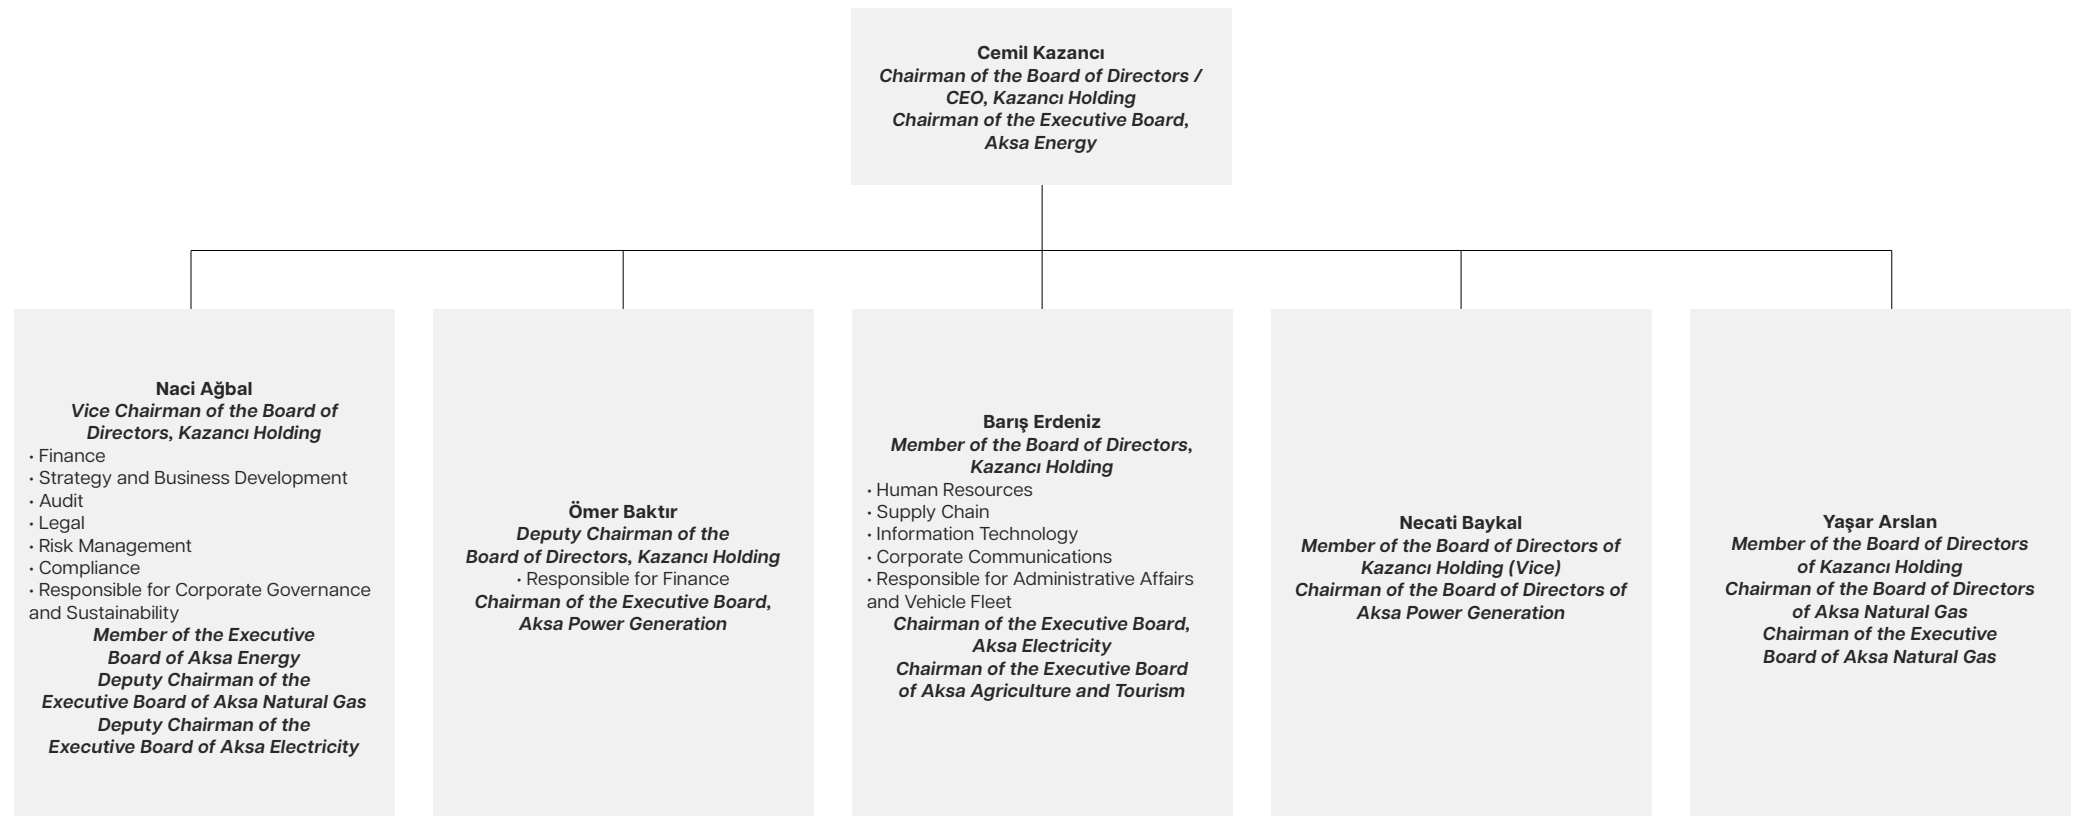 Cemil Kazancı
Chairman of the Board of Directors /
CEO, Kazancı Holding
Chairman of the Executive Board,
Aksa Energy
Naci Ağbal
Vice Chairman of the Board of
Directors, Kazancı Holding
• Finance
• Strategy and Business Development
• Audit
• Legal
• Risk Management
• Compliance
• Responsible for Corporate Governance
and Sustainability
Member of the Executive
Board of Aksa Energy
Deputy Chairman of the
Executive Board of Aksa Natural Gas
Deputy Chairman of the
Executive Board of Aksa Electricity
Ömer Baktır
Deputy Chairman of the
Board of Directors, Kazancı Holding
• Responsible for Finance
Chairman of the Executive Board,
Aksa Power Generation
Barış Erdeniz
Member of the Board of Directors,
Kazancı Holding
• Human Resources
• Supply Chain
• Information Technology
• Corporate Communications
• Responsible for Administrative Affairs
and Vehicle Fleet
Chairman of the Executive Board,
Aksa Electricity
Chairman of the Executive Board
of Aksa Agriculture and Tourism
Necati Baykal
Member of the Board of Directors of
Kazancı Holding (Vice)
Chairman of the Board of Directors of
Aksa Power Generation
Yaşar Arslan
Member of the Board of Directors
of Kazancı Holding
Chairman of the Board of Directors
of Aksa Natural Gas
Chairman of the Executive
Board of Aksa Natural Gas